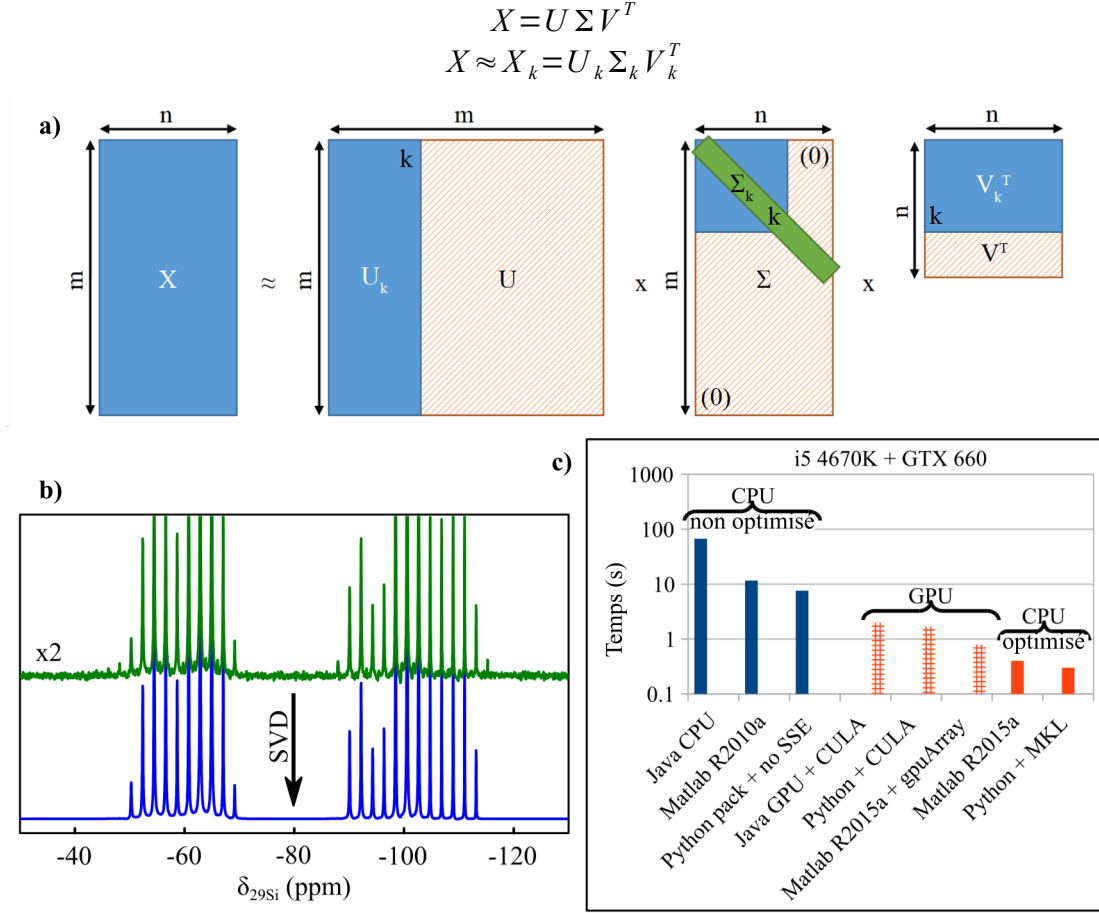 X = U Σ V^T
X ≈ X_k = U_k Σ_k V_k^T
a)
n
m
n
n
m
X
≈
m
k
U_k
U
x
m
(0)
Σ_k
k
Σ
(0)
x
n
V_k^T
k
V^T
b)
x2
SVD
-40
-60
-80
-100
-120
δ_29Si (ppm)
c)
i5 4670K + GTX 660
1000
100
10
1
0.1
Temps (s)
CPU
non optimisé
GPU
CPU
optimisé
Java CPU
Matlab R2010a
Python pack + no SSE
Java GPU + CULA
Python + CULA
Matlab R2015a + gpuArray
Matlab R2015a
Python + MKL